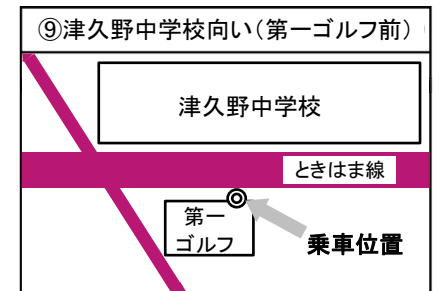 ⑨津久野中学校向い（第一ゴルフ前）
津久野中学校
ときはま線
第一
ゴルフ
乗車位置